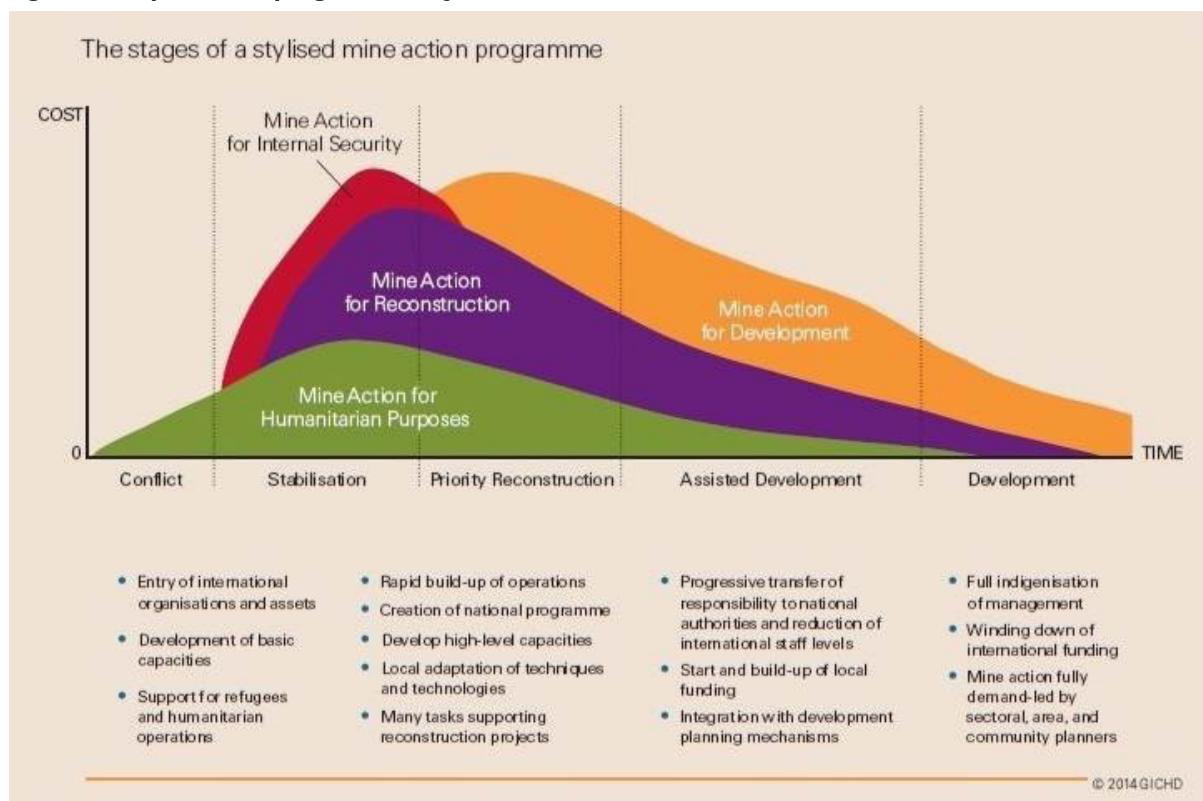 The stages of a stylised mine action programme
COST
Mine Action
for Internal Security
Mine Action
for Reconstruction
Mine Action
for Development
Mine Action for
Humanitarian Purposes
0
TIME
Conflict
Stabilisation
Priority Reconstruction
Assisted Development
Development
• Entry of international
organisations and assets
• Development of basic
capacities
• Support for refugees
and humanitarian
operations
• Rapid build-up of operations
• Creation of national programme
• Develop high-level capacities
• Local adaptation of techniques
and technologies
• Many tasks supporting
reconstruction projects
• Progressive transfer of
responsibility to national
authorities and reduction of
international staff levels
• Start and build-up of local
funding
• Integration with development
planning mechanisms
• Full indigenisation
of management
• Winding down of
international funding
• Mine action fully
demand-led by
sectoral, area, and
community planners
© 2014 GICHD